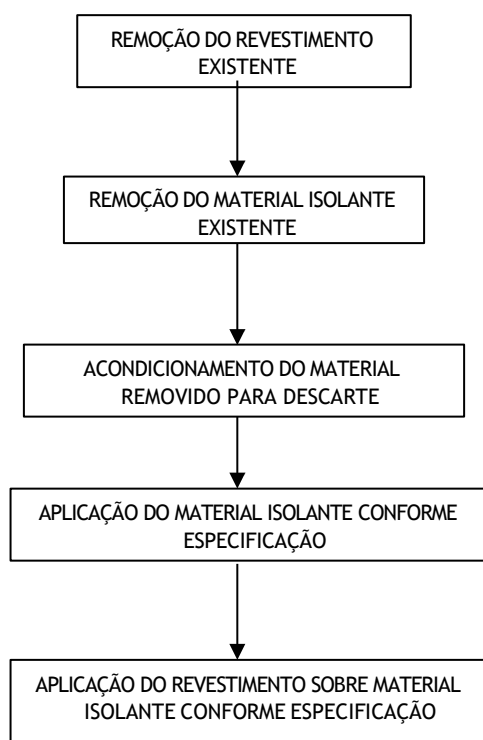 REMOÇÃO DO REVESTIMENTO
EXISTENTE
REMOÇÃO DO MATERIAL ISOLANTE
EXISTENTE
ACONDICIONAMENTO DO MATERIAL
REMOVIDO PARA DESCARTE
APLICAÇÃO DO MATERIAL ISOLANTE CONFORME
ESPECIFICAÇÃO
APLICAÇÃO DO REVESTIMENTO SOBRE MATERIAL
ISOLANTE CONFORME ESPECIFICAÇÃO